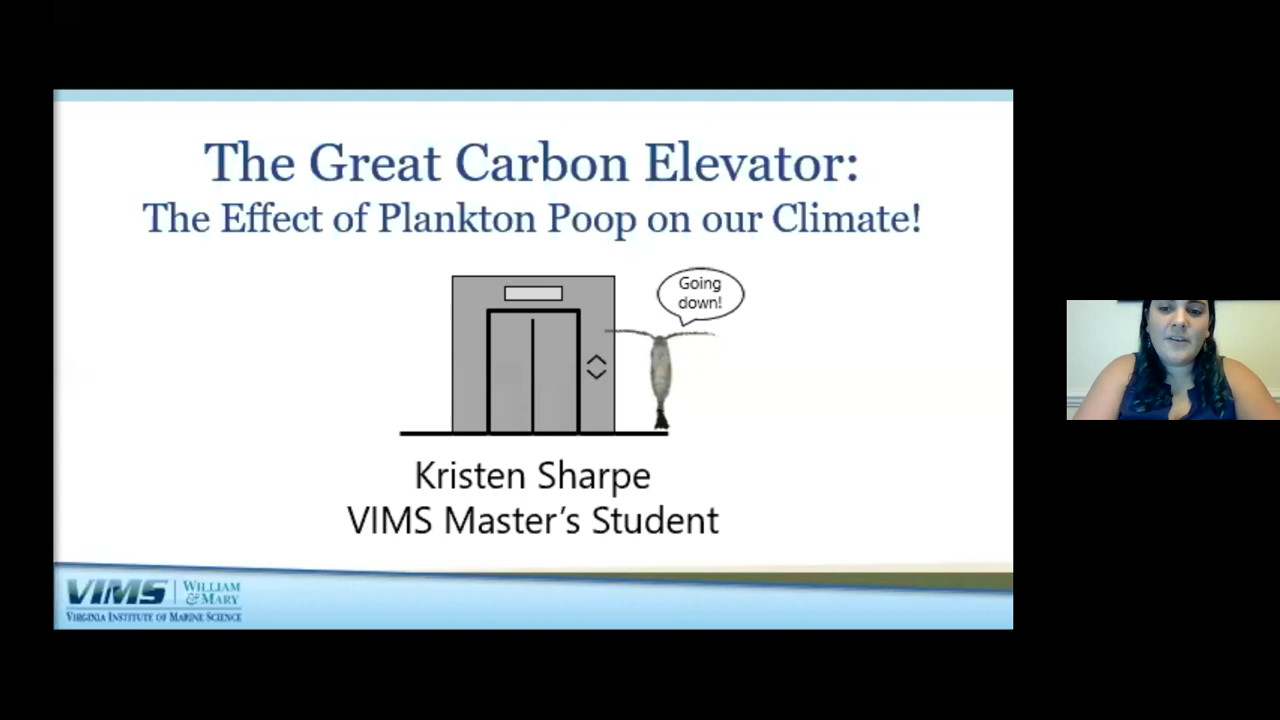 The Great Carbon Elevator:
The Effect of Plankton Poop on our Climate!
Going
down!
Kristen Sharpe
VIMS Master's Student
VIMS
WILLIAM
& MARY
VIRGINIA INSTITUTE OF MARINE SCIENCE